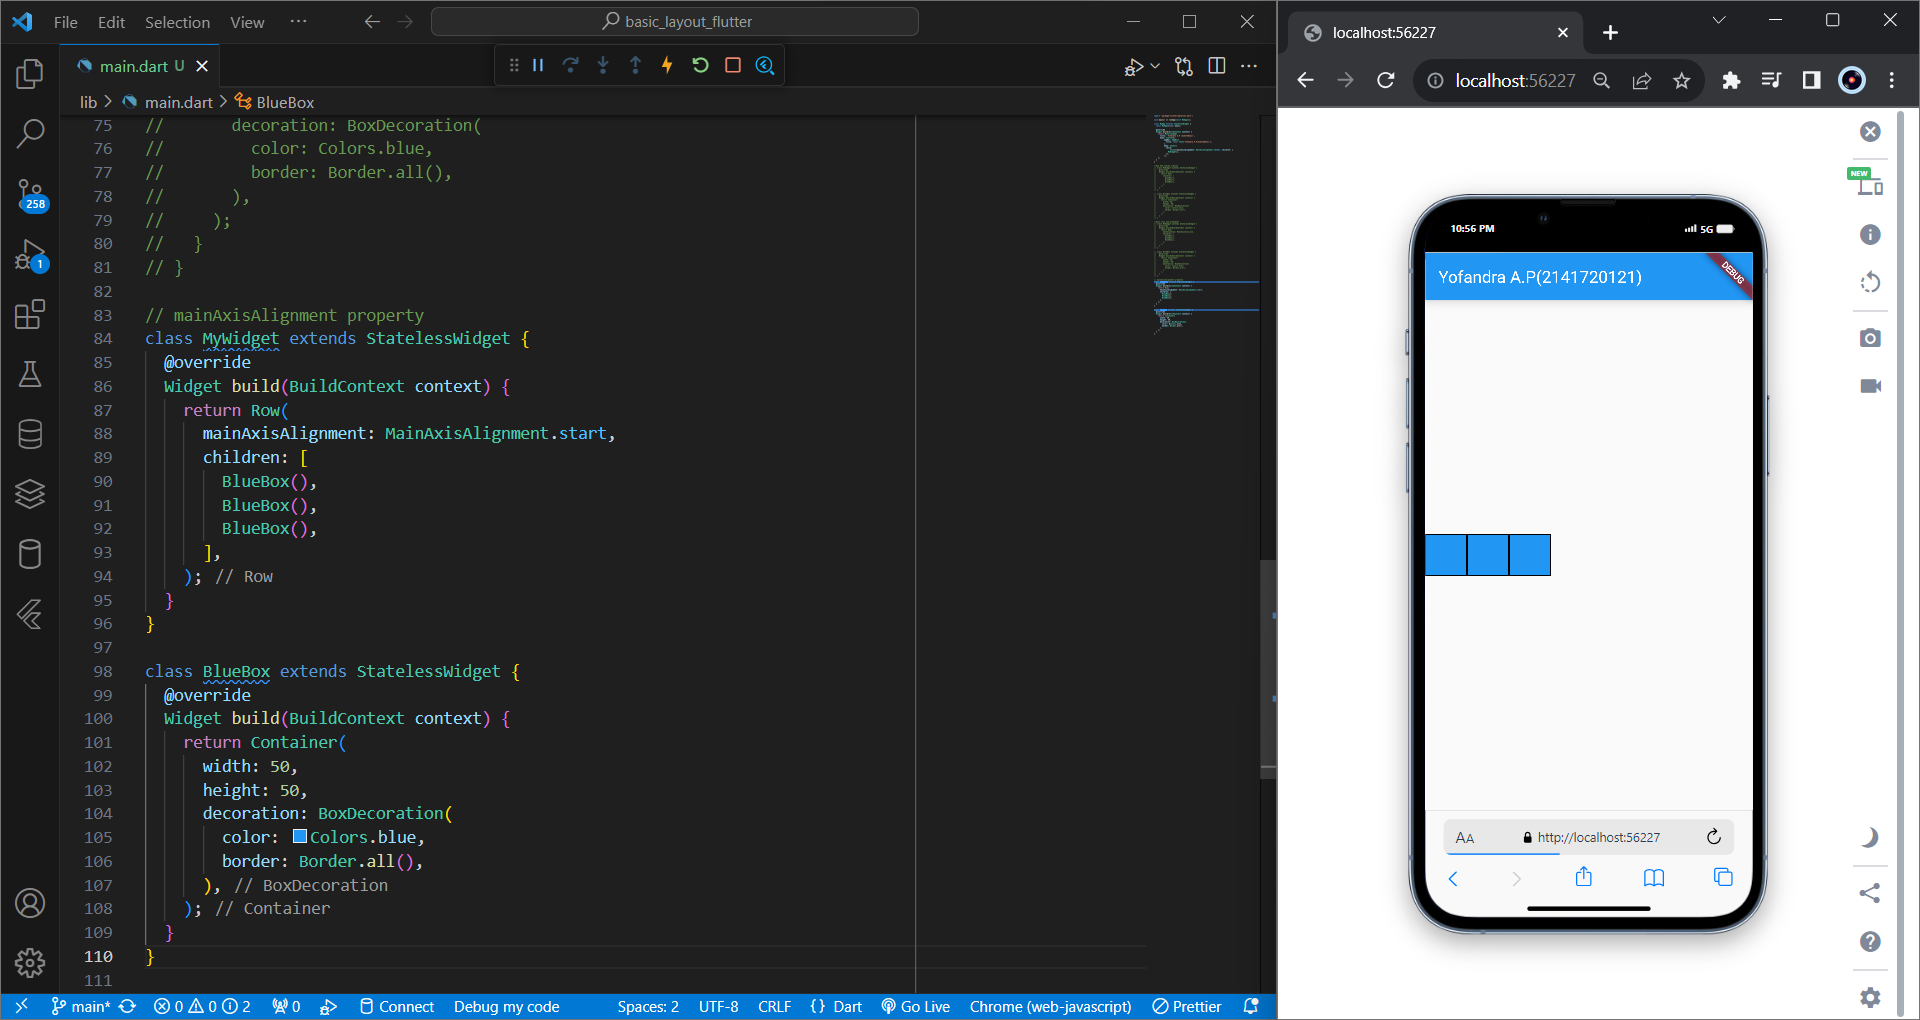 File Edit Selection View ··· basic_layout_flutter
main.dart U
lib > main.dart > BlueBox
75 // decoration: BoxDecoration(
76 // color: Colors.blue,
77 // border: Border.all(),
78 // ),
79 // );
80 // }
81 // }
82
83 // mainAxisAlignment property
84 class MyWidget extends StatelessWidget {
85 @override
86 Widget build(BuildContext context) {
87 return Row(
88 mainAxisAlignment: MainAxisAlignment.start,
89 children: [
90 BlueBox(),
91 BlueBox(),
92 BlueBox(),
93 ],
94 ); // Row
95 }
96 }
97
98 class BlueBox extends StatelessWidget {
99 @override
100 Widget build(BuildContext context) {
101 return Container(
102 width: 50,
103 height: 50,
104 decoration: BoxDecoration(
105 color: Colors.blue,
106 border: Border.all(),
107 ), // BoxDecoration
108 ); // Container
109 }
110 }
111
258
1
main* 0 0 2 0 Connect Debug my code Spaces: 2 UTF-8 CRLF {} Dart Go Live Chrome (web-javascript) Prettier
localhost:56227
localhost:56227
NEW
10:56 PM 5G
Yofandra A.P(2141720121)
DEBUG
AA http://localhost:56227